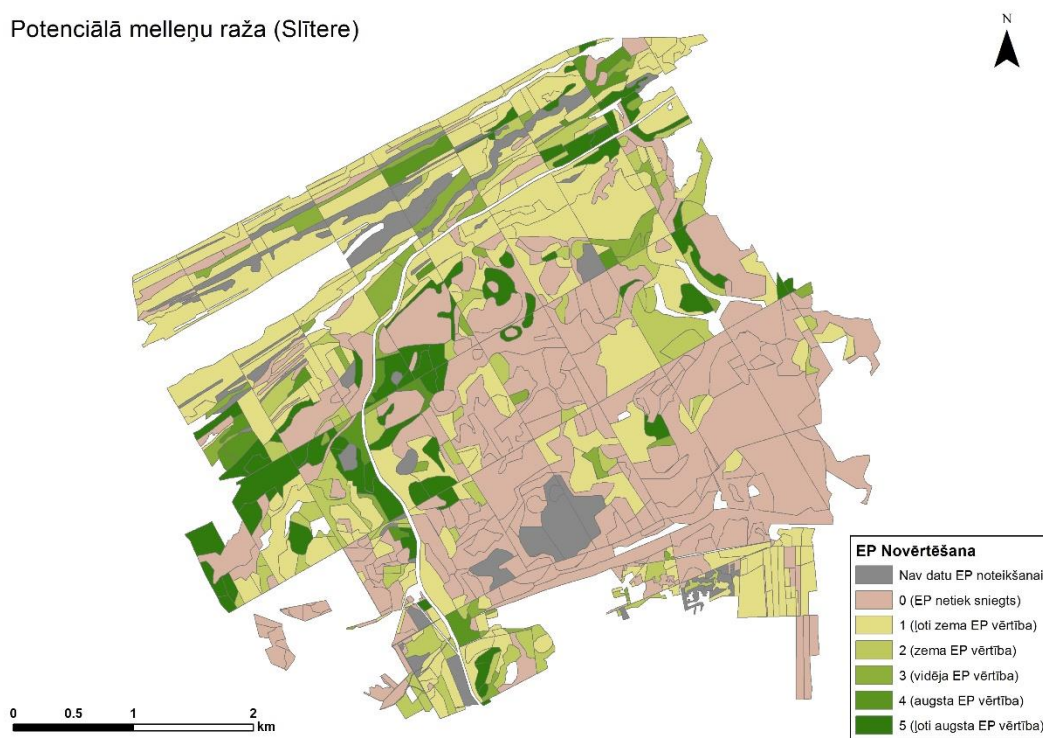 Potenciālā melleņu raža (Slītere)
N
EP Novērtēšana
Nav datu EP noteikšanai
0 (EP netiek sniegts)
1 (ļoti zema EP vērtība)
2 (zema EP vērtība)
3 (vidēja EP vērtība)
4 (augsta EP vērtība)
5 (ļoti augsta EP vērtība)
0 0.5 1 2
km